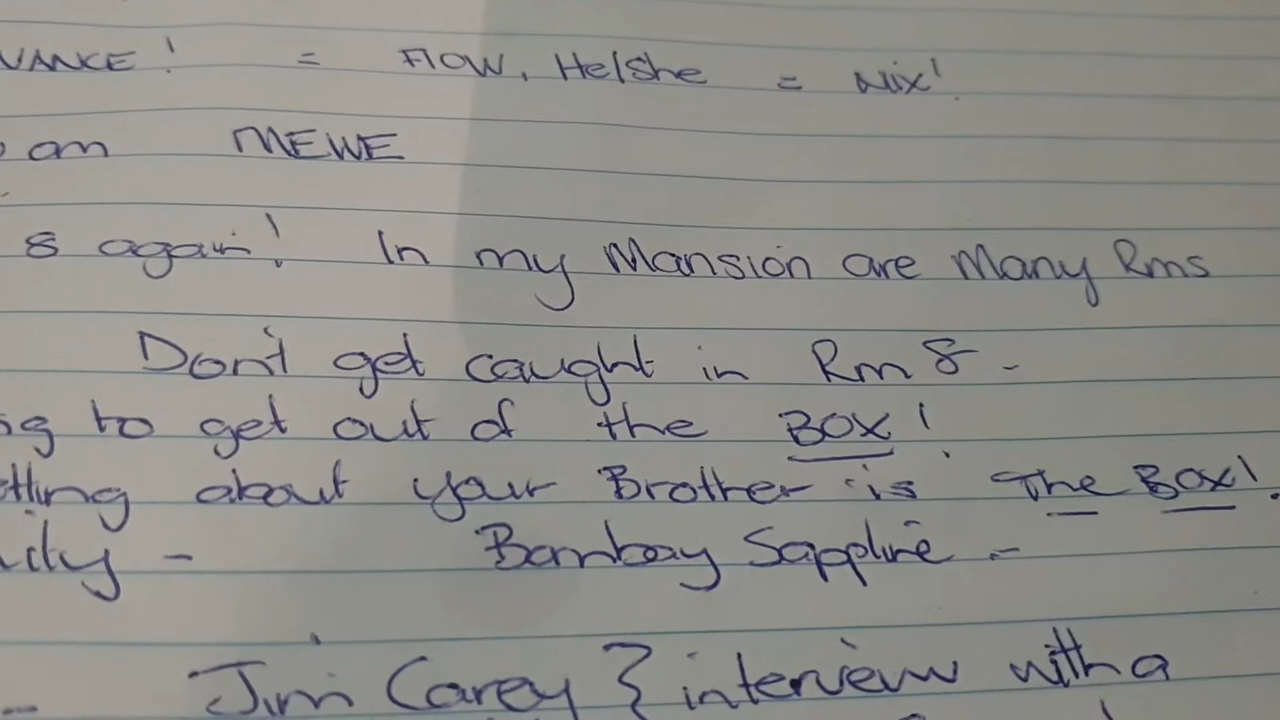 VANCE! = FLOW, He/She = Nix!
am MEWE
8 again! In my Mansion are Many Rms
Don't get caught in Rm 8 -
to get out of the BOX!
about your Brother is The BOX!
Bombay Sapphire -
Jim Carey } interview with a